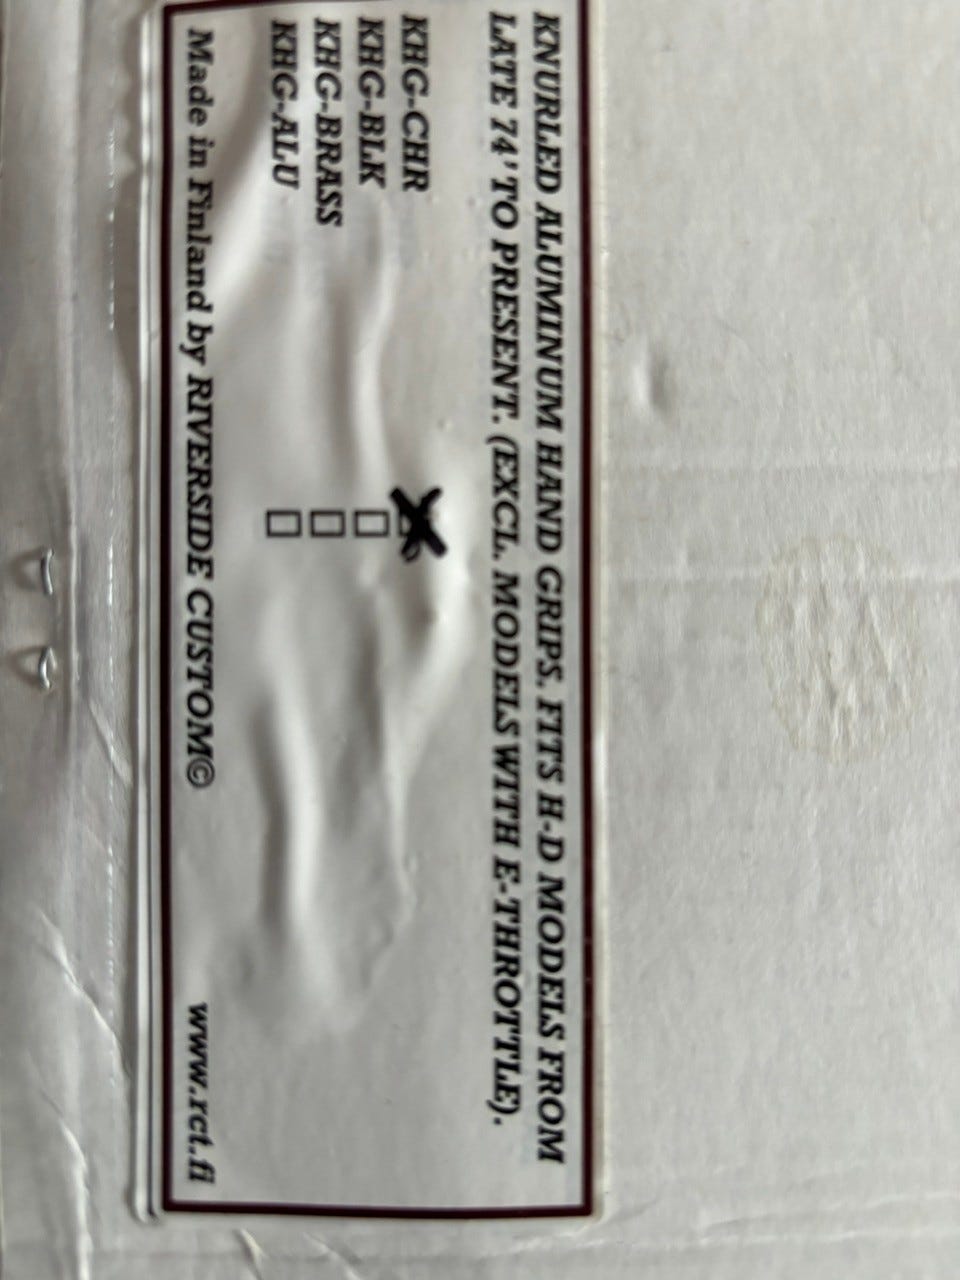 KNURLED ALUMINUM HAND GRIPS. FITS H-D MODELS FROM
LATE 74' TO PRESENT. (EXCL. MODELS WITH E-THROTTLE).
KHG-CHR
KHG-BLK
KHG-BRASS
KHG-ALU
Made in Finland by RIVERSIDE CUSTOM© www.rct.fi